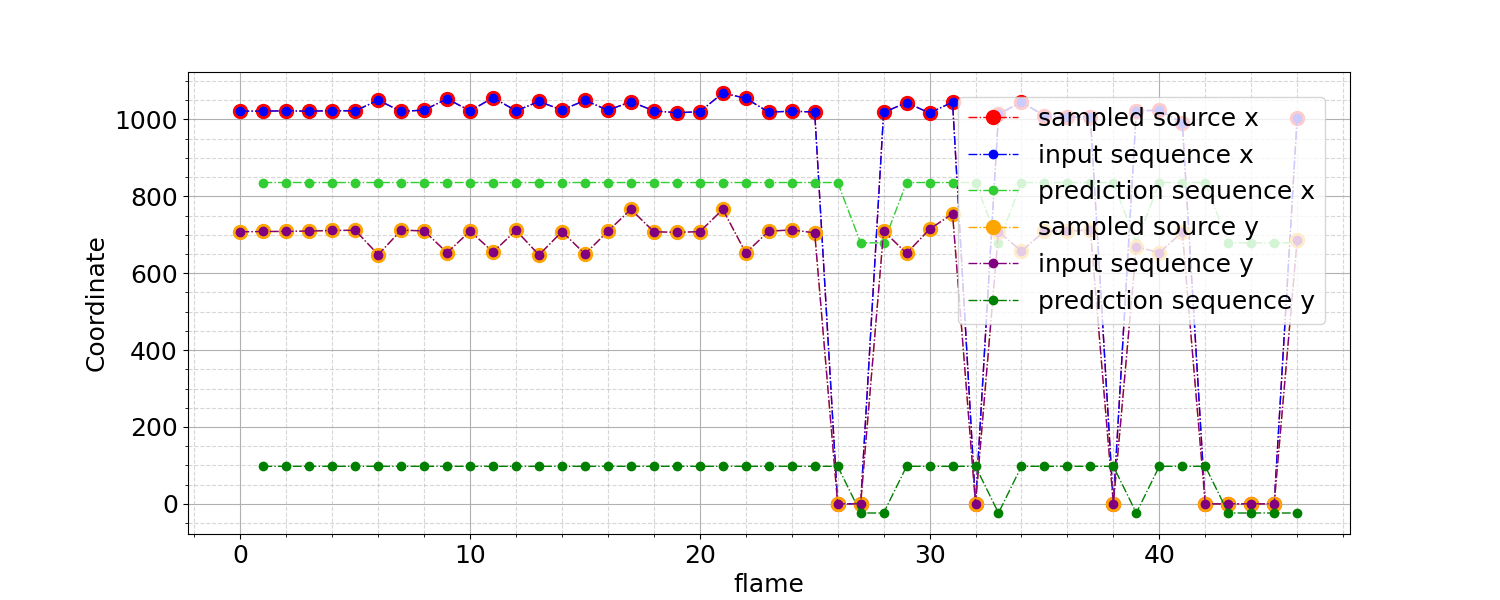 1000
800
600
400
200
0
Coordinate
0 10 20 30 40
flame
sampled source x
input sequence x
prediction sequence x
sampled source y
input sequence y
prediction sequence y